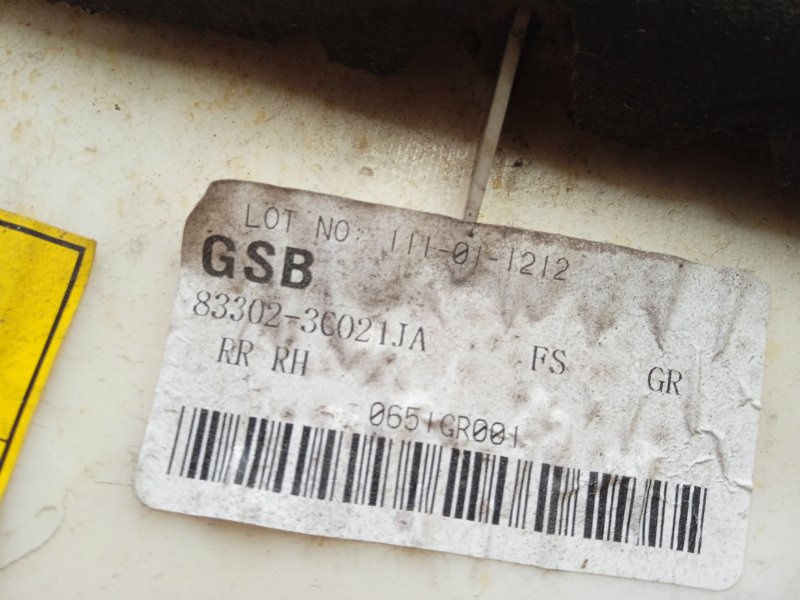 LOT NO: 111-01-1212
GSB
83302-3C021JA
RR RH FS GR
0651GR001